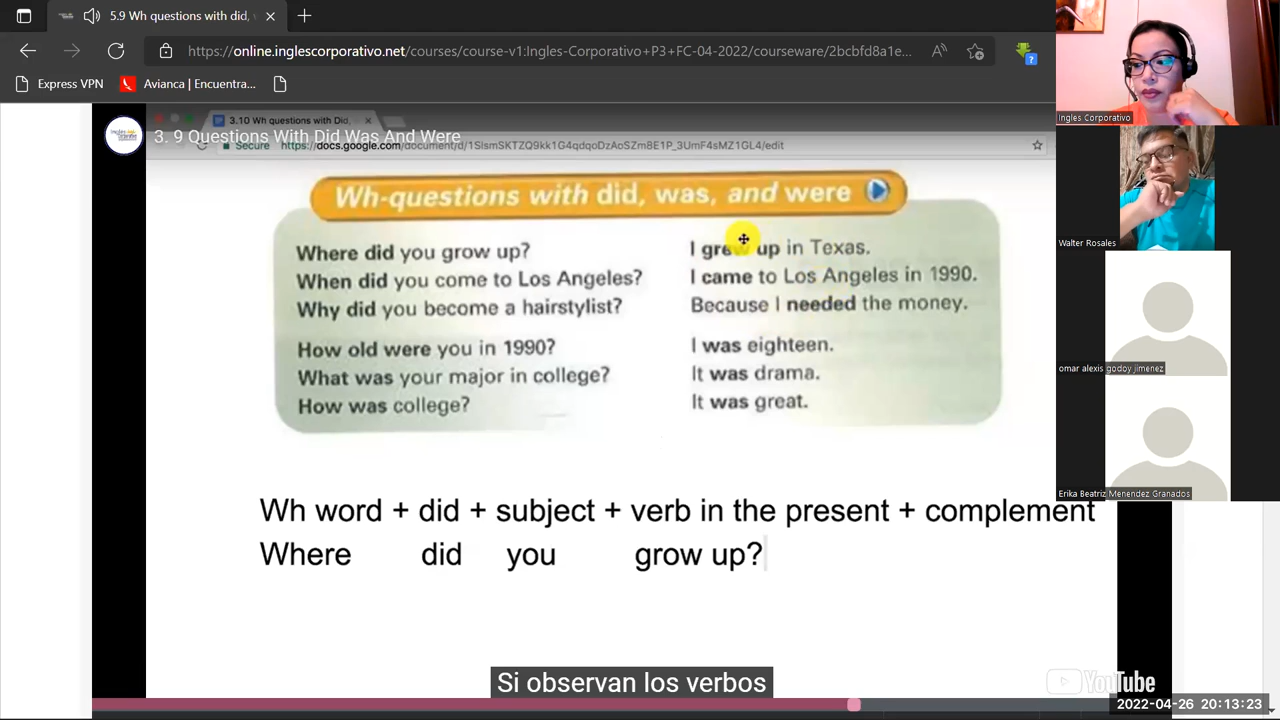 5.9 Wh questions with did, v
https://online.inglescorporativo.net/courses/course-v1:Ingles-Corporativo+P3+FC-04-2022/courseware/2bcbfd8a1e...
Express VPN
Avianca | Encuentra...
3.10 Wh questions with Did,
3. 9 Questions With Did Was And Were
Secure
Wh-questions with did, was, and were
Where did you grow up?
I grew up in Texas.
When did you come to Los Angeles?
I came to Los Angeles in 1990.
Why did you become a hairstylist?
Because I needed the money.
How old were you in 1990?
I was eighteen.
What was your major in college?
It was drama.
How was college?
It was great.
Wh word + did + subject + verb in the present + complement
Where did you grow up?
Si observan los verbos
YouTube
2022-04-26 20:13:23
Ingles Corporativo
Walter Rosales
omar alexis godoy jimenez
Erika Beatriz Menendez Granados